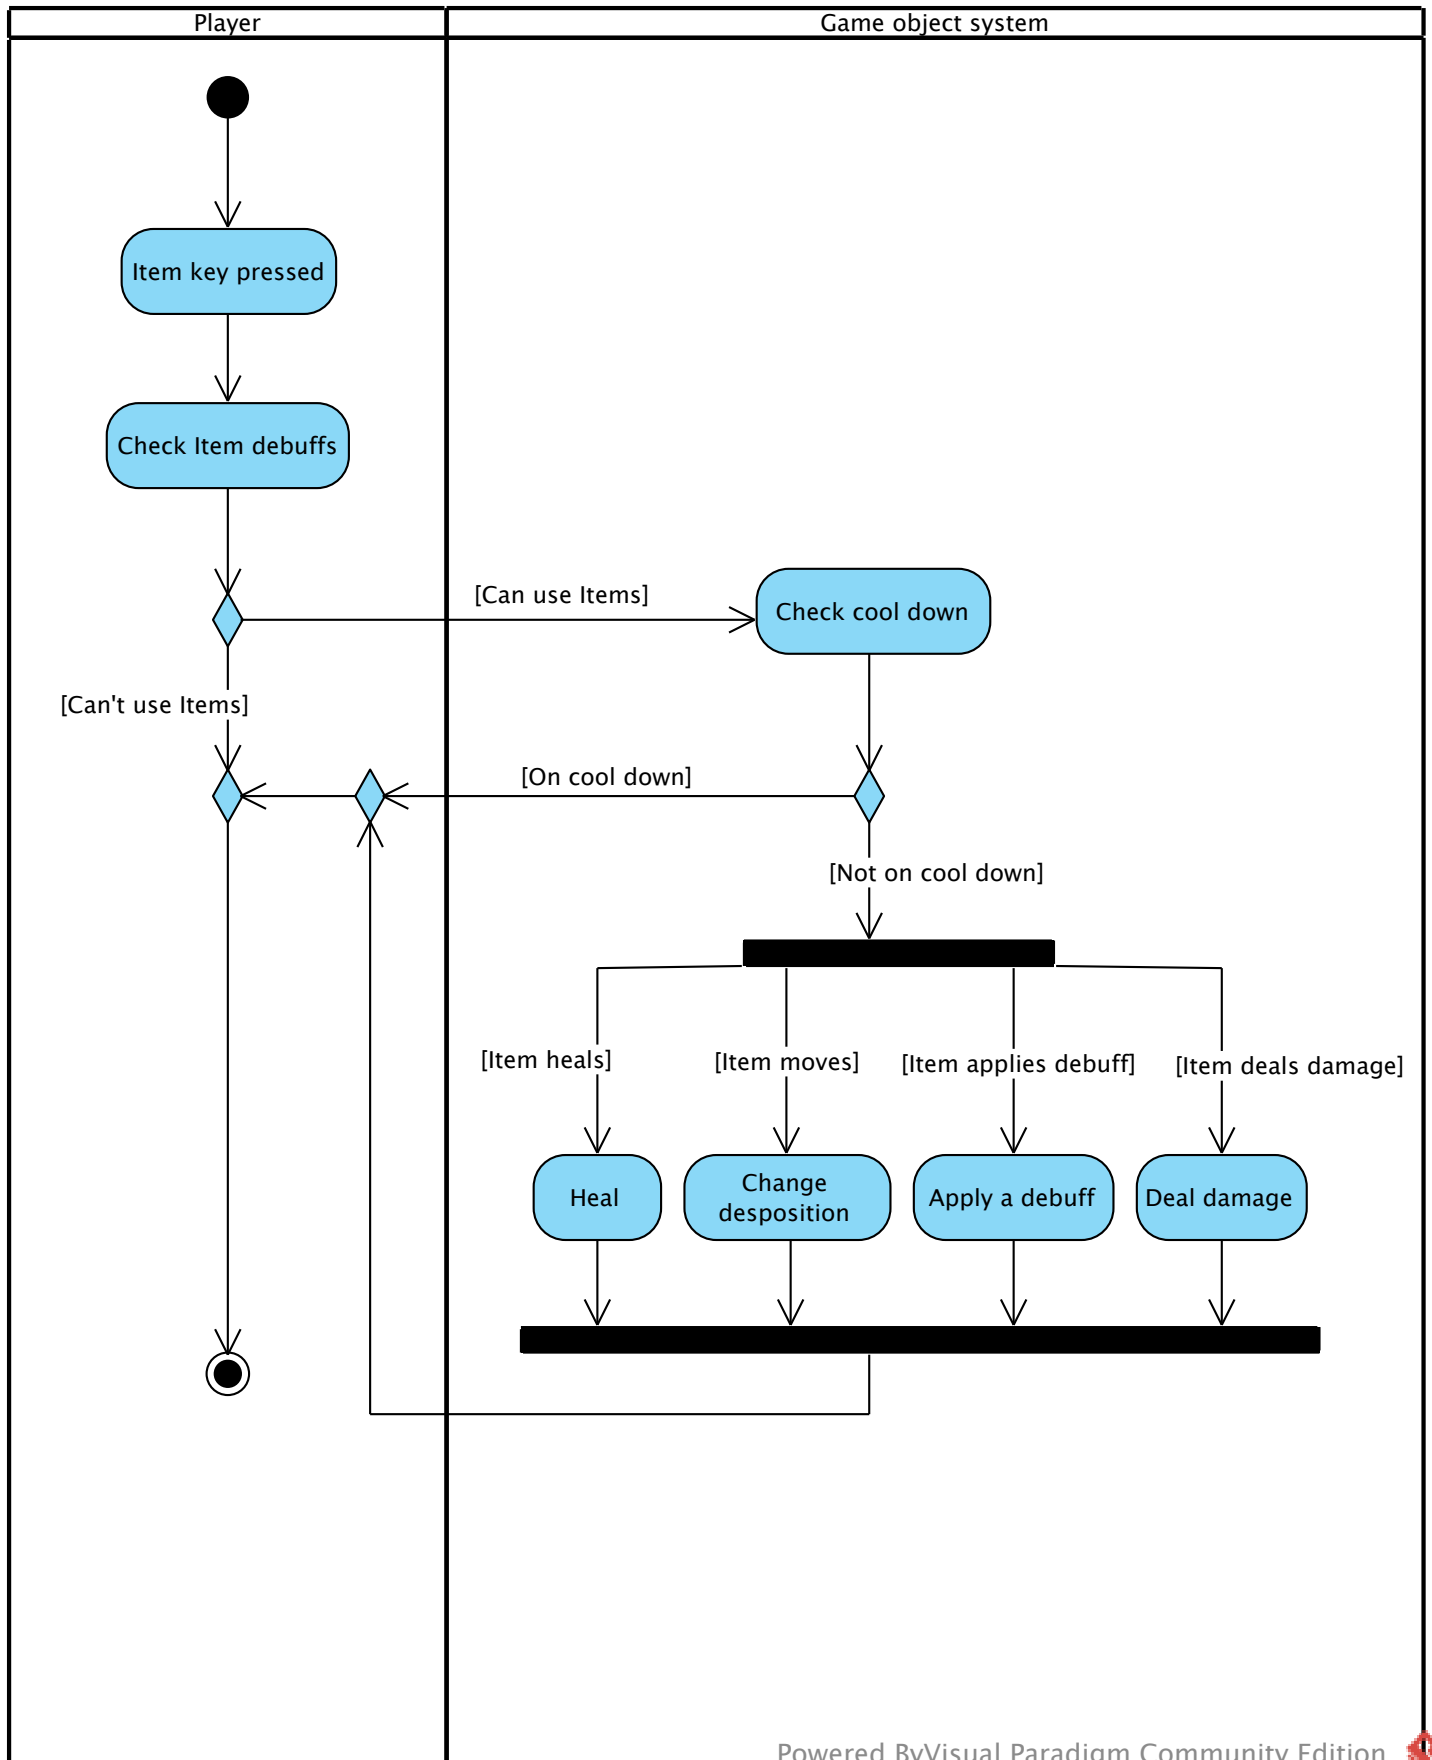 Player
Game object system
Item key pressed
Check Item debuffs
[Can use Items]
Check cool down
[Can't use Items]
[On cool down]
[Not on cool down]
[Item heals]
[Item moves]
[Item applies debuff]
[Item deals damage]
Heal
Change
desposition
Apply a debuff
Deal damage
Powered ByVisual Paradigm Community Edition